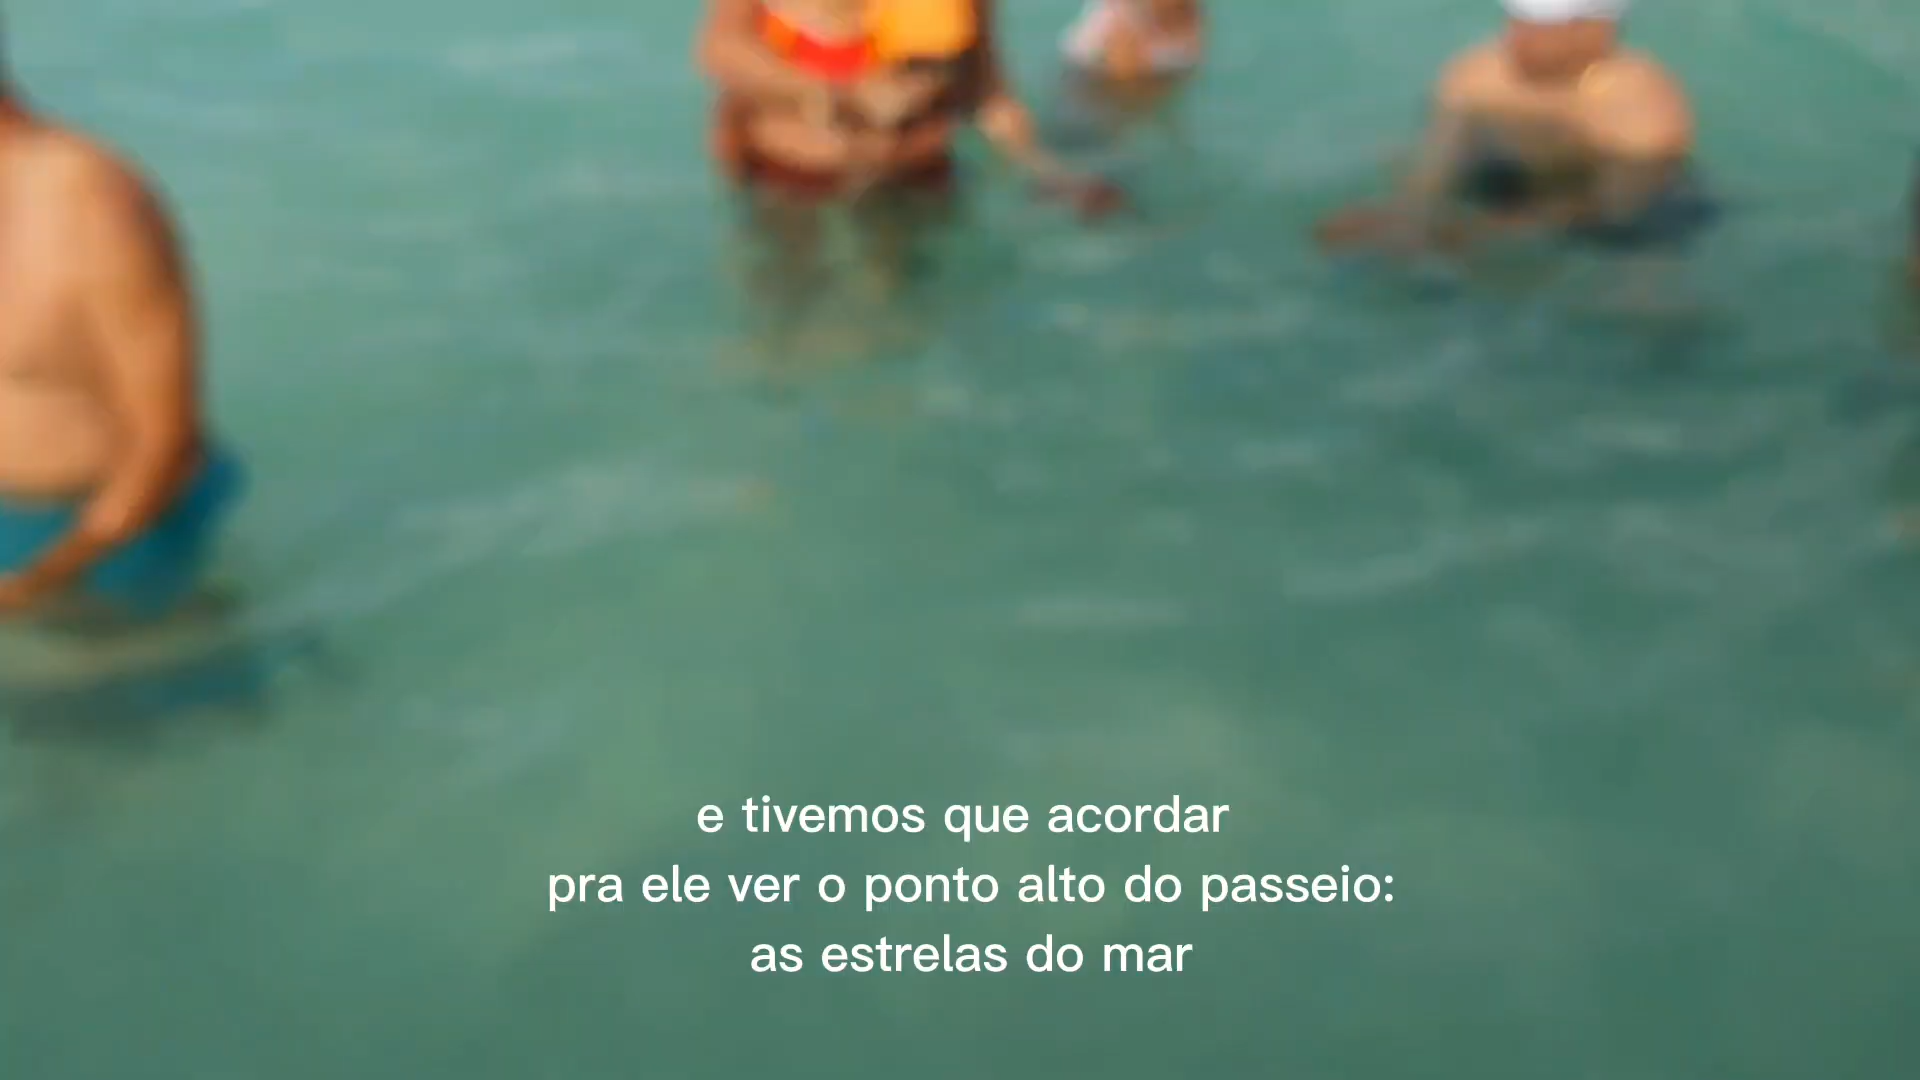 e tivemos que acordar
pra ele ver o ponto alto do passeio:
as estrelas do mar